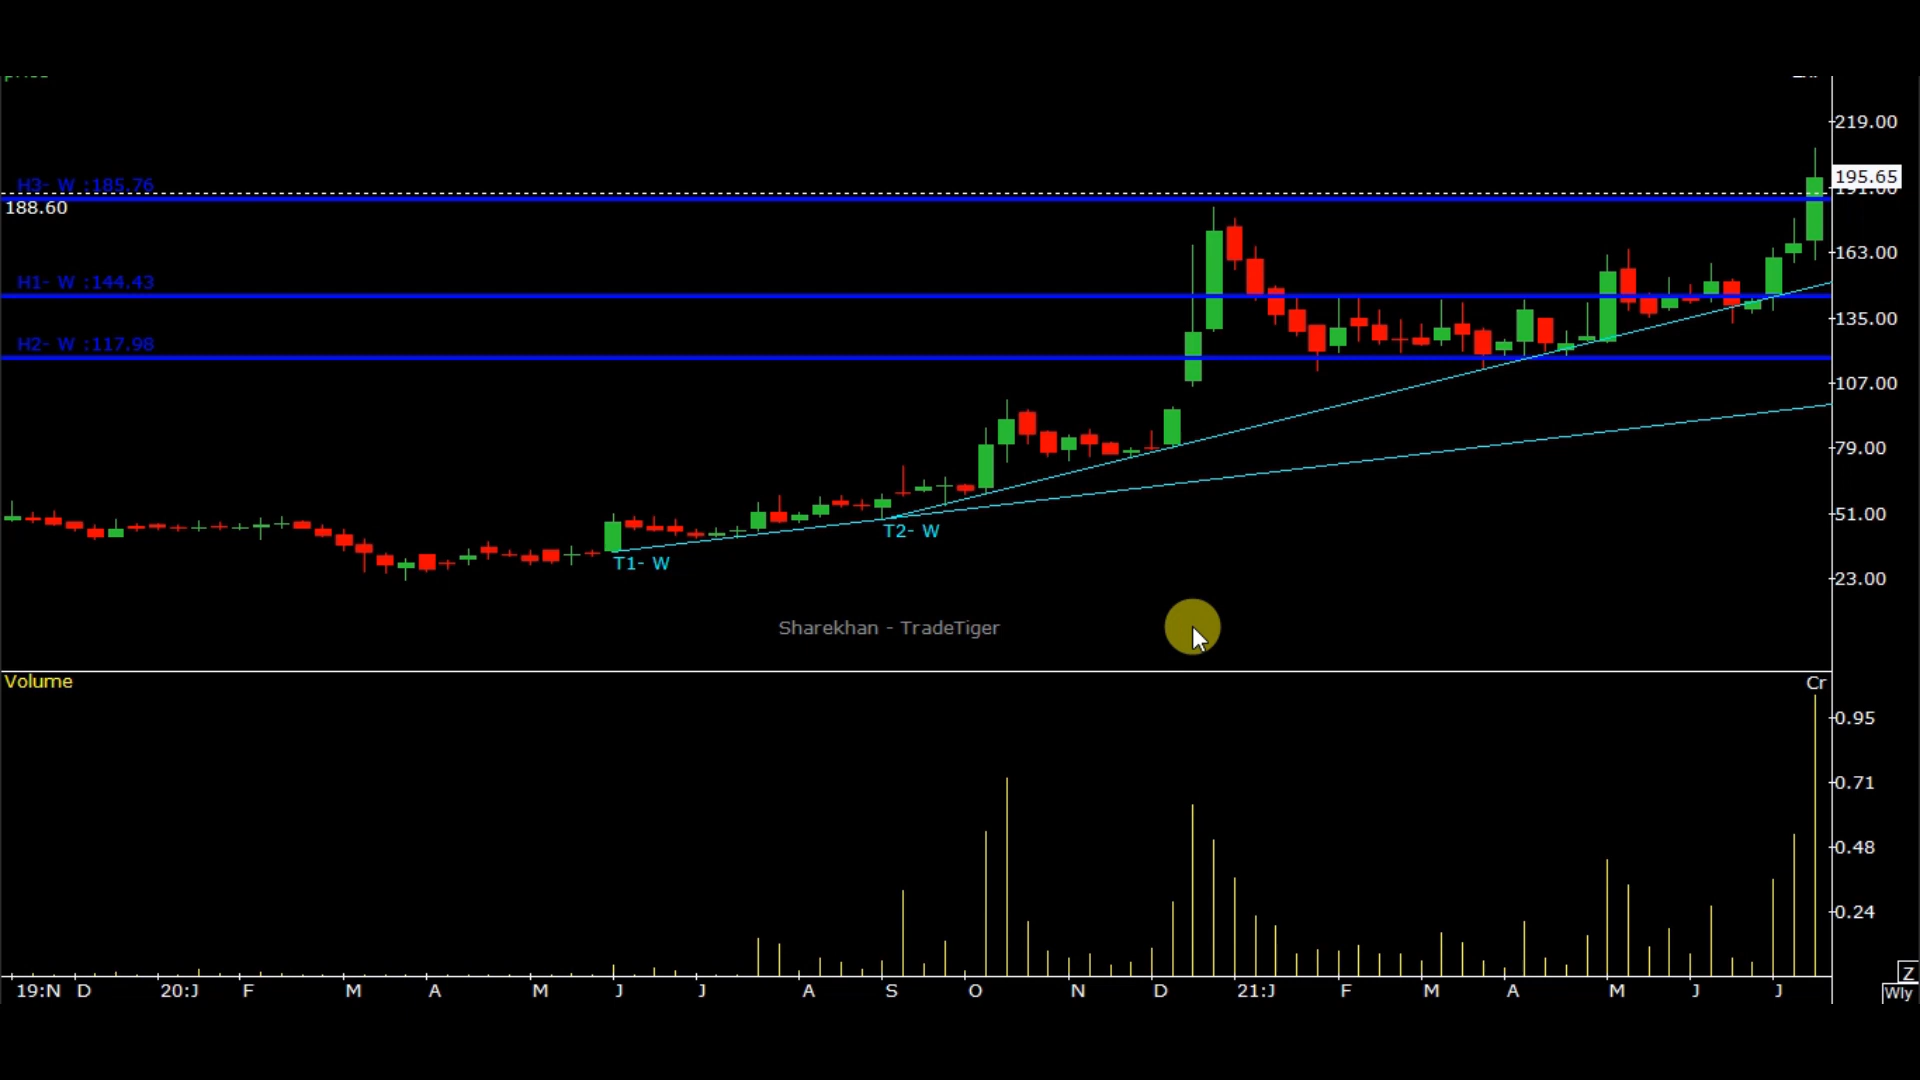 219.00
H3- W :185.76
195.65
188.60
163.00
H1- W :144.43
135.00
H2- W :117.98
107.00
79.00
51.00
T2- W
T1- W
23.00
Sharekhan - TradeTiger
Volume
Cr
0.95
0.71
0.48
0.24
19:N D 20:J F M A M J J A S O N D 21:J F M A M J J
Z
Wly